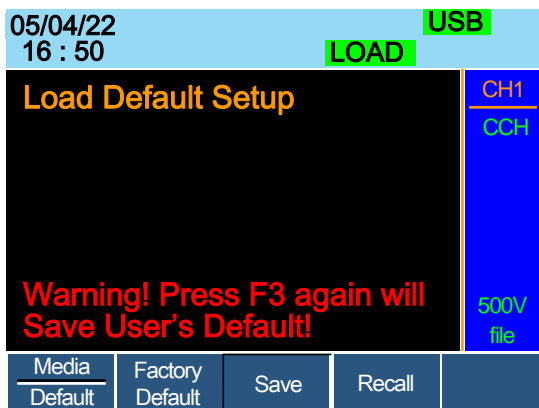 05/04/22
USB
16 : 50
LOAD
Load Default Setup
CH1
CCH
Warning! Press F3 again will
Save User's Default!
500V
file
Media
Default
Factory
Default
Save
Recall